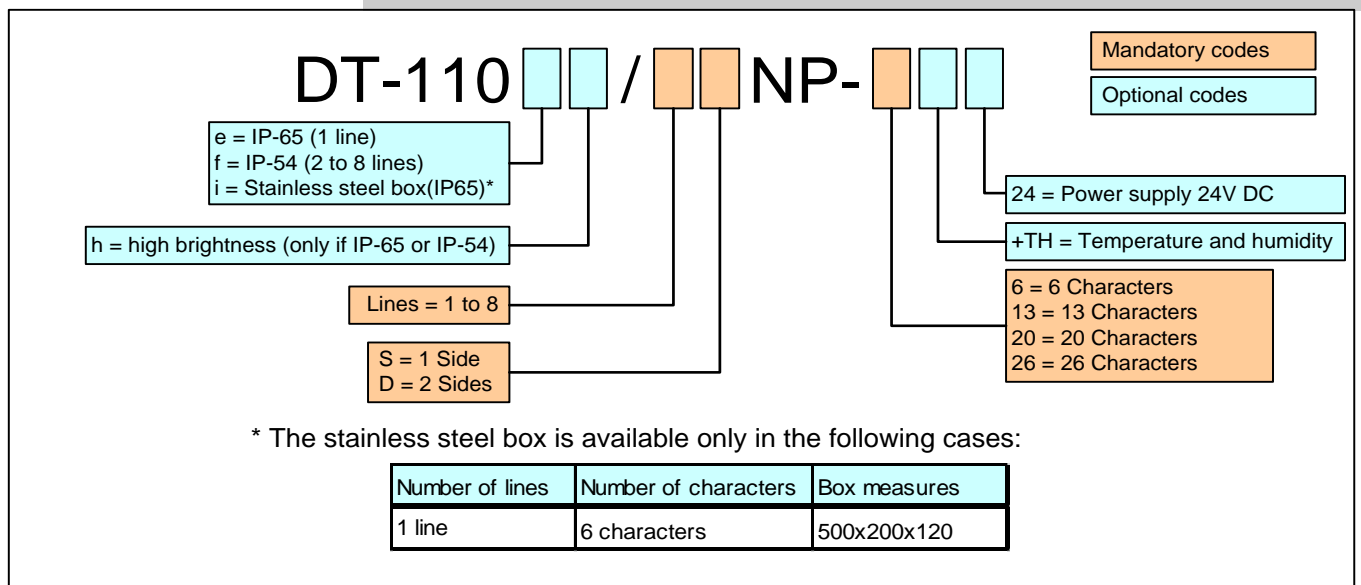 DT-110 / NP-
Mandatory codes
Optional codes
e = IP-65 (1 line)
f = IP-54 (2 to 8 lines)
i = Stainless steel box(IP65)*
h = high brightness (only if IP-65 or IP-54)
Lines = 1 to 8
S = 1 Side
D = 2 Sides
24 = Power supply 24V DC
+TH = Temperature and humidity
6 = 6 Characters
13 = 13 Characters
20 = 20 Characters
26 = 26 Characters
* The stainless steel box is available only in the following cases:
Number of lines Number of characters Box measures
1 line 6 characters 500x200x120